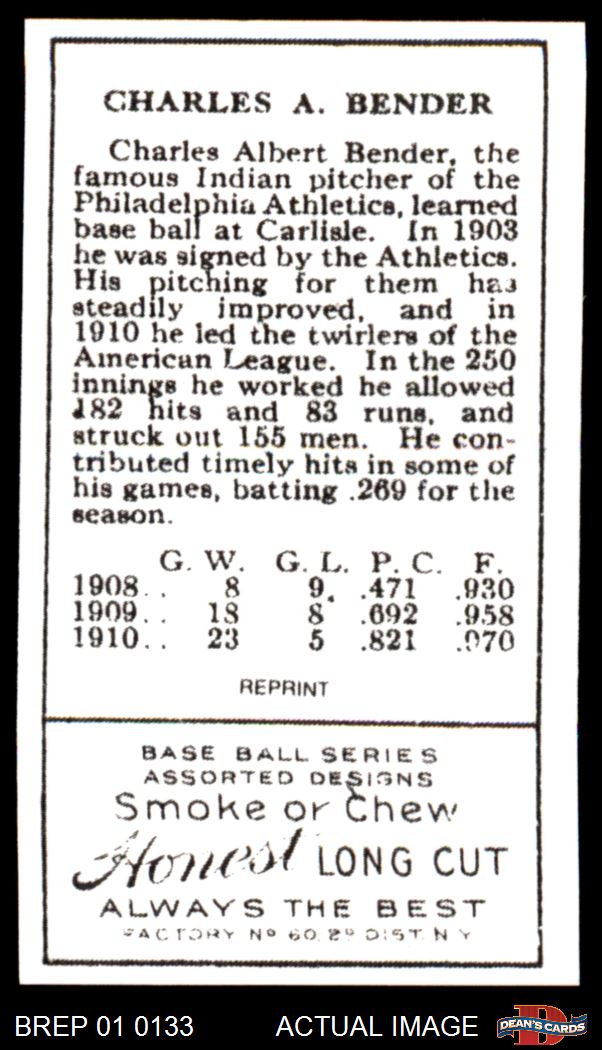 CHARLES A. BENDER
Charles Albert Bender, the
famous Indian pitcher of the
Philadelphia Athletics, learned
base ball at Carlisle. In 1903
he was signed by the Athletics.
His pitching for them has
steadily improved, and in
1910 he led the twirlers of the
American League. In the 250
innings he worked he allowed
182 hits and 83 runs, and
struck out 155 men. He con-
tributed timely hits in some of
his games, batting .269 for the
season.
G. W. G. L. P. C. F.
1908.. 8 9. .471 .930
1909.. 18 8 .692 .958
1910.. 23 5 .821 .970
REPRINT
BASE BALL SERIES
ASSORTED DESIGNS
Smoke or Chew
Honest LONG CUT
ALWAYS THE BEST
FACTORY Nº 60, 2º DIST. N Y
BREP 01 0133 ACTUAL IMAGE DEAN'S CARDS